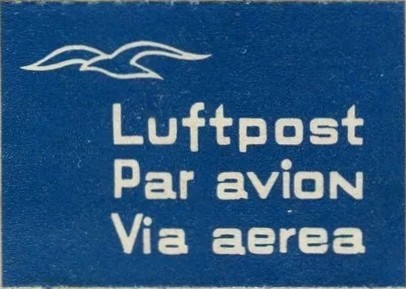 Luftpost
Par avion
Via aerea